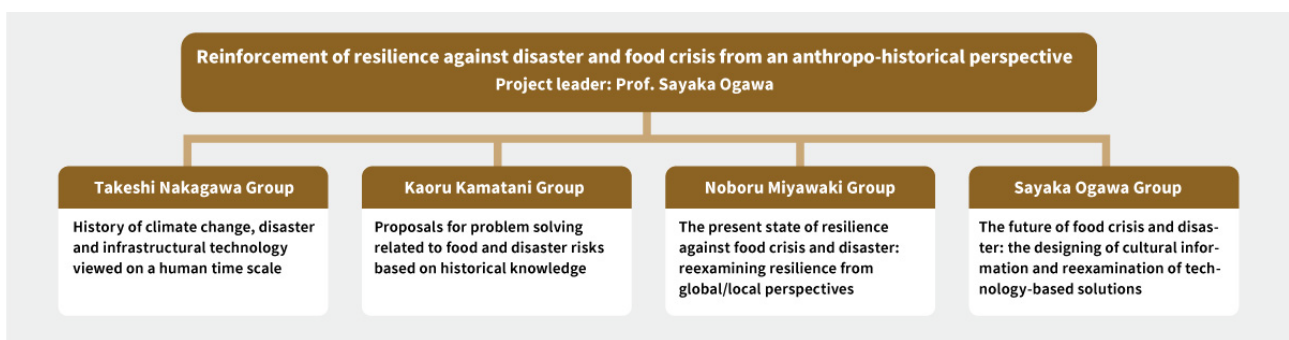 Reinforcement of resilience against disaster and food crisis from an anthropo-historical perspective
Project leader: Prof. Sayaka Ogawa
Takeshi Nakagawa Group
History of climate change, disaster
and infrastructural technology
viewed on a human time scale
Kaoru Kamatani Group
Proposals for problem solving
related to food and disaster risks
based on historical knowledge
Noboru Miyawaki Group
The present state of resilience
against food crisis and disaster:
reexamining resilience from
global/local perspectives
Sayaka Ogawa Group
The future of food crisis and disas-
ter: the designing of cultural infor-
mation and reexamination of tech-
nology-based solutions